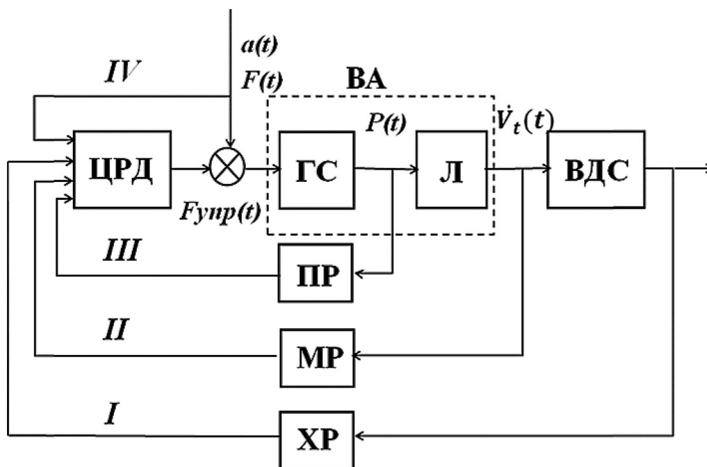 a(t)
IV
F(t)
ВА
P(t)
V̇ₜ(t)
ЦРД
ГС
Л
ВДС
Fупр(t)
III
ПР
II
МР
I
ХР